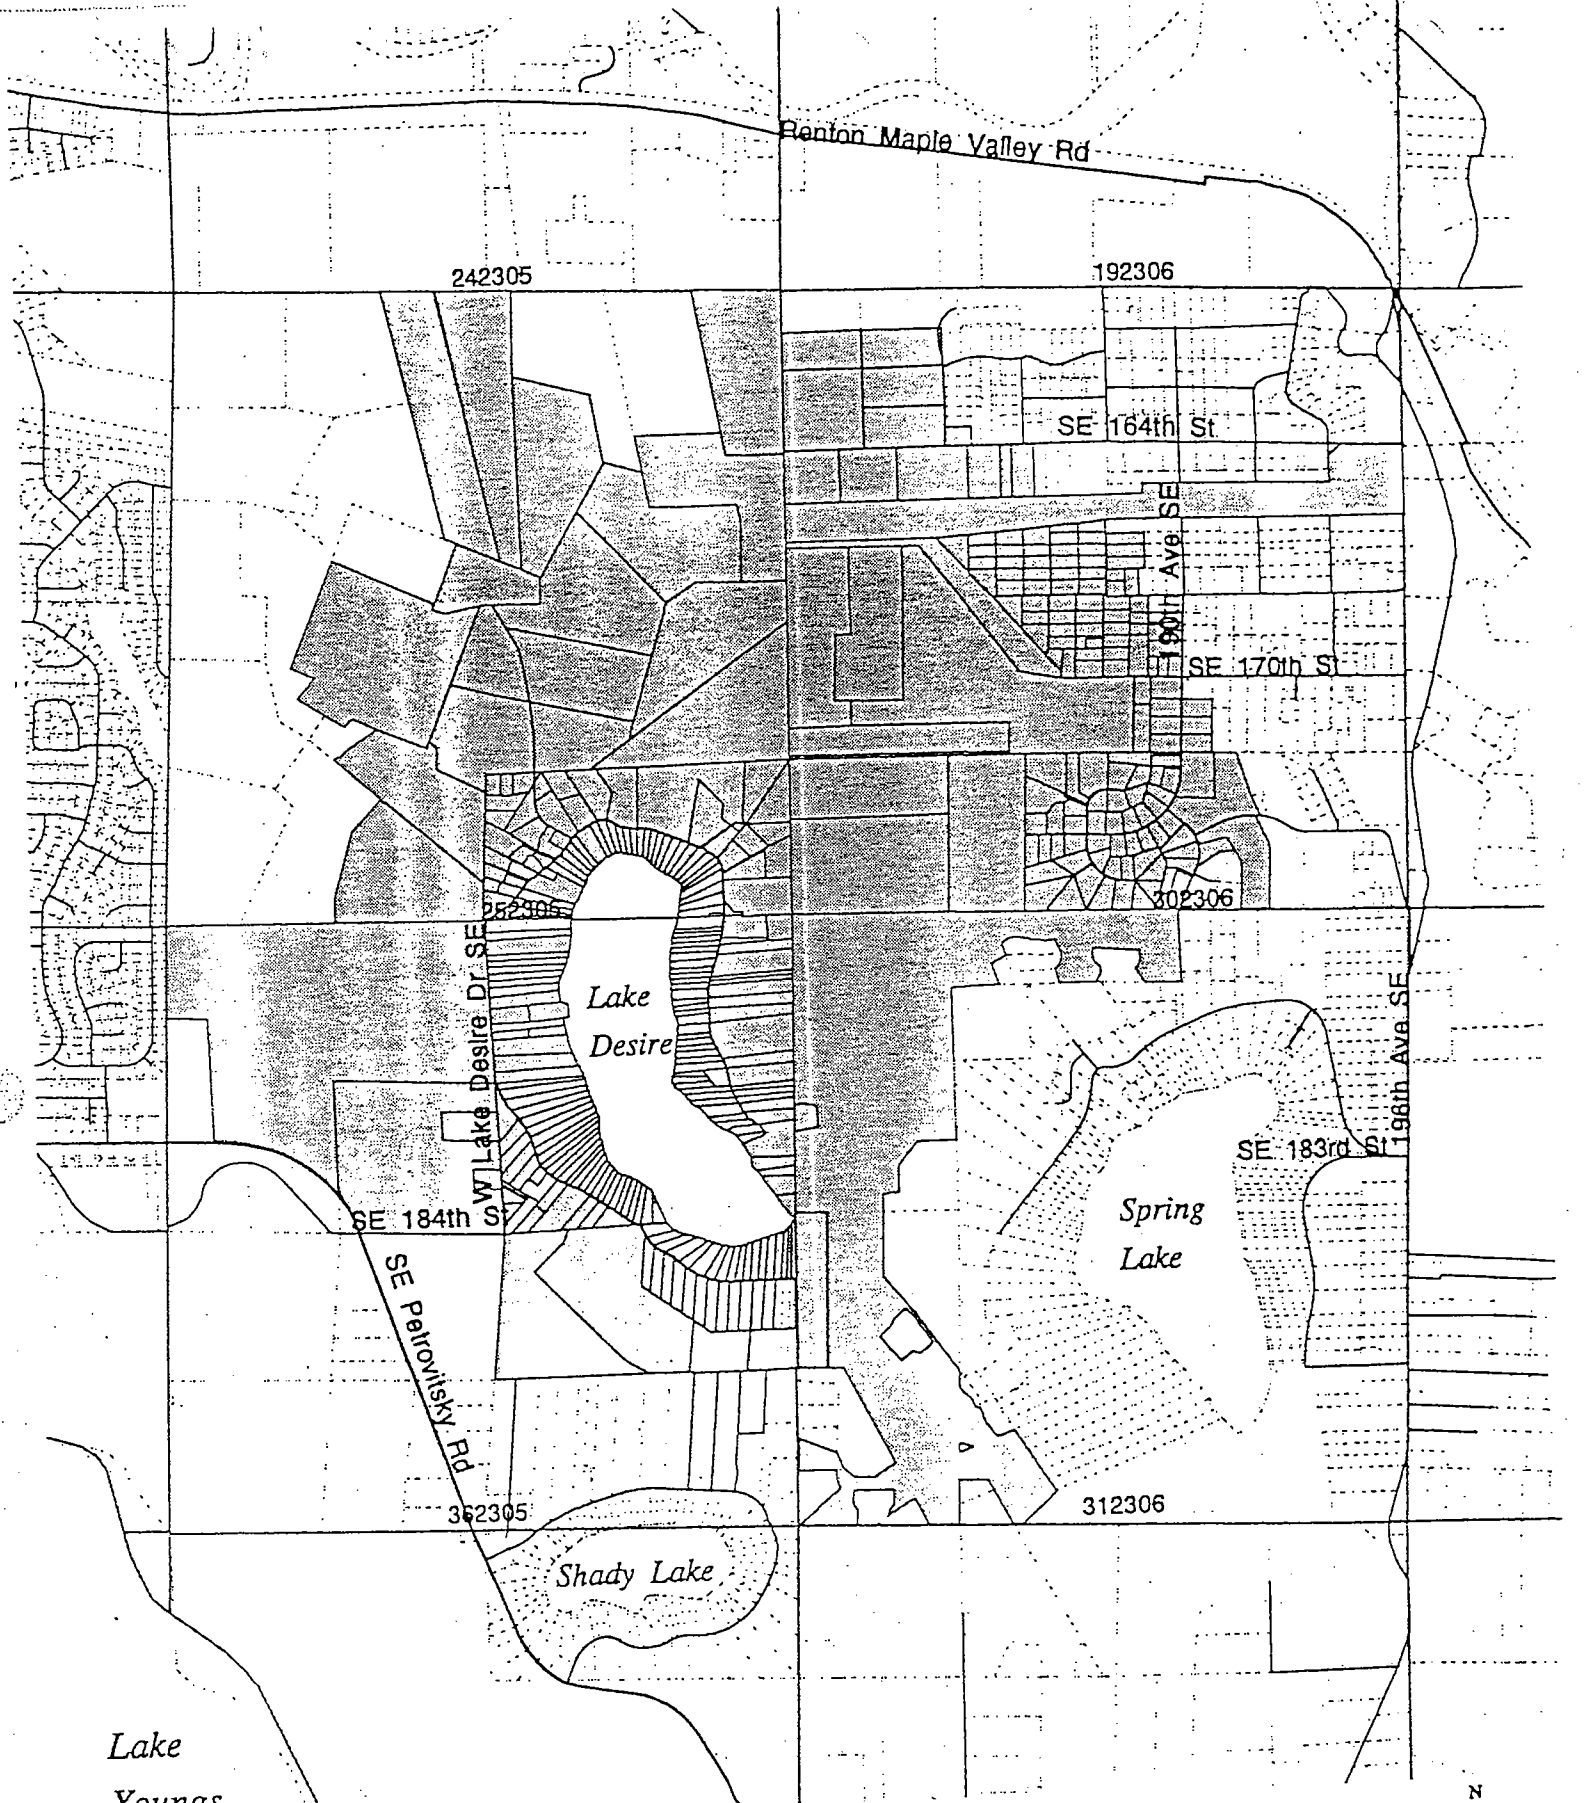 Renton Maple Valley Rd
242305
192306
SE 164th St
190th Ave SE
SE 170th St
252305
302306
W Lake Desire Dr SE
Lake
Desire
196th Ave SE
SE 183rd St
Spring
Lake
SE 184th St
SE Petrovitsky Rd
362305
312306
Shady Lake
Lake
Youngs
N